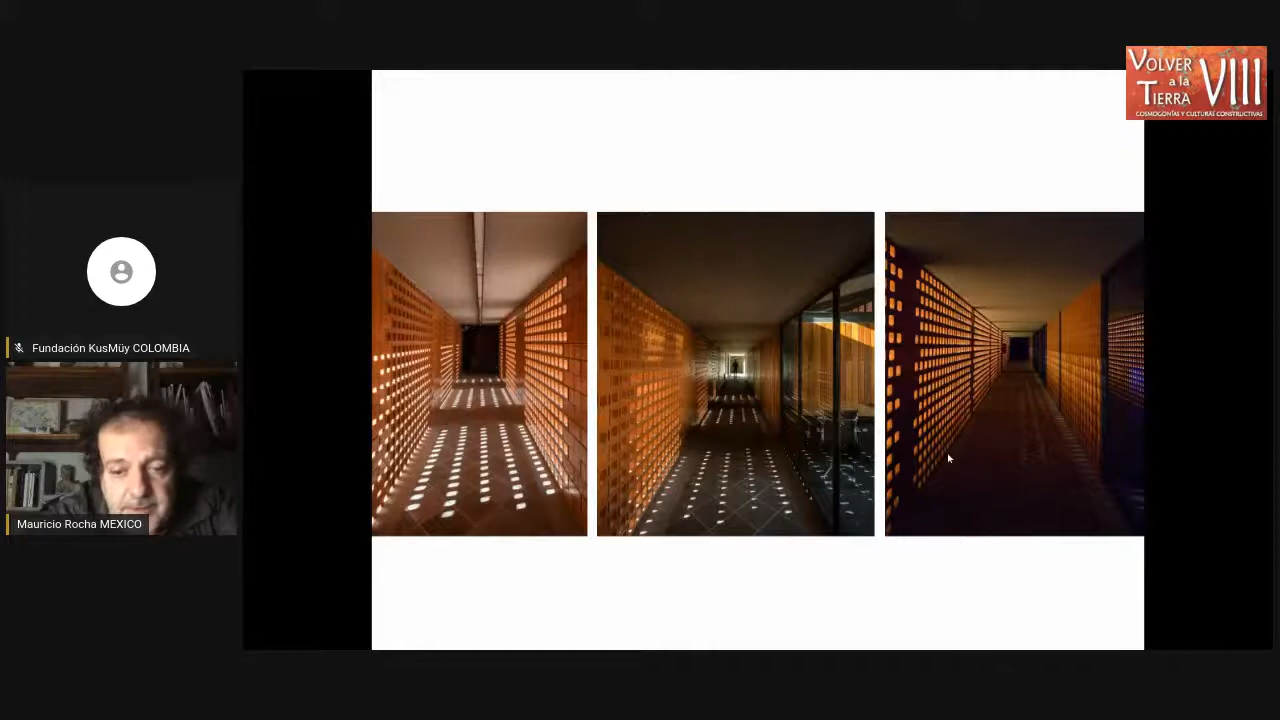 VOLVER
a la
TIERRA
VIII
COSMOGONÍAS Y CULTURAS CONSTRUCTIVAS
Fundación KusMüy COLOMBIA
Mauricio Rocha MEXICO